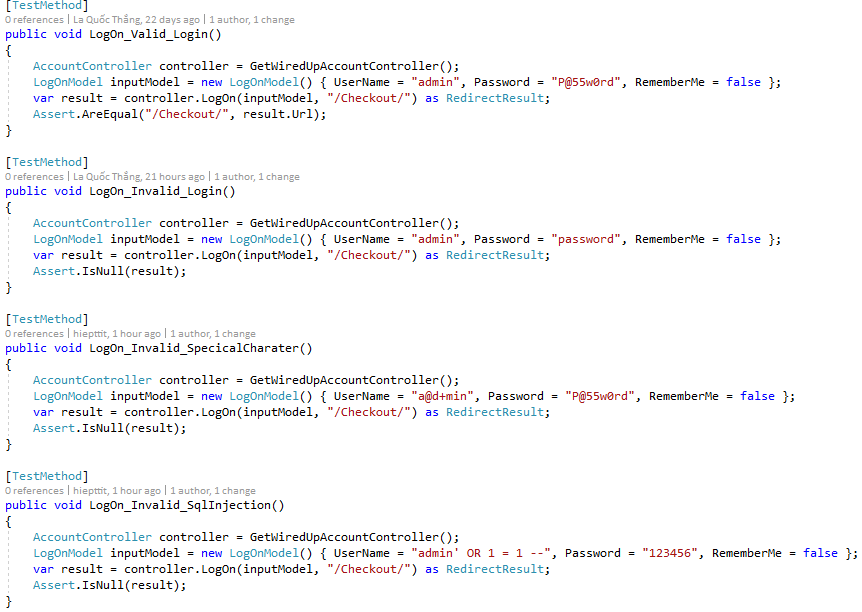 [TestMethod]
0 references | La Quốc Thắng, 22 days ago | 1 author, 1 change
public void LogOn_Valid_Login()
{
    AccountController controller = GetWiredUpAccountController();
    LogOnModel inputModel = new LogOnModel() { UserName = "admin", Password = "P@55w0rd", RememberMe = false };
    var result = controller.LogOn(inputModel, "/Checkout/") as RedirectResult;
    Assert.AreEqual("/Checkout/", result.Url);
}
[TestMethod]
0 references | La Quốc Thắng, 21 hours ago | 1 author, 1 change
public void LogOn_Invalid_Login()
{
    AccountController controller = GetWiredUpAccountController();
    LogOnModel inputModel = new LogOnModel() { UserName = "admin", Password = "password", RememberMe = false };
    var result = controller.LogOn(inputModel, "/Checkout/") as RedirectResult;
    Assert.IsNull(result);
}
[TestMethod]
0 references | hiepttit, 1 hour ago | 1 author, 1 change
public void LogOn_Invalid_SpecicalCharater()
{
    AccountController controller = GetWiredUpAccountController();
    LogOnModel inputModel = new LogOnModel() { UserName = "a@d+min", Password = "P@55w0rd", RememberMe = false };
    var result = controller.LogOn(inputModel, "/Checkout/") as RedirectResult;
    Assert.IsNull(result);
}
[TestMethod]
0 references | hiepttit, 1 hour ago | 1 author, 1 change
public void LogOn_Invalid_SqlInjection()
{
    AccountController controller = GetWiredUpAccountController();
    LogOnModel inputModel = new LogOnModel() { UserName = "admin' OR 1 = 1 --", Password = "123456", RememberMe = false };
    var result = controller.LogOn(inputModel, "/Checkout/") as RedirectResult;
    Assert.IsNull(result);
}